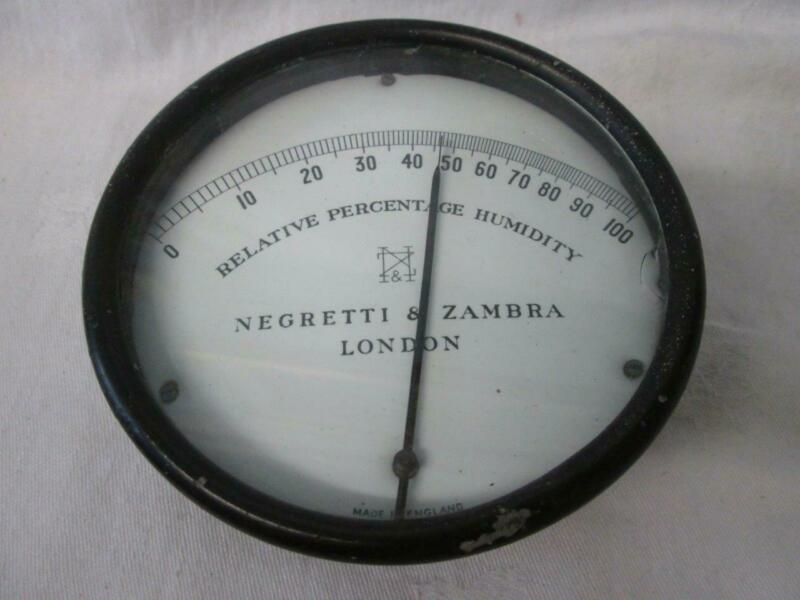 0 10 20 30 40 50 60 70 80 90 100
RELATIVE PERCENTAGE HUMIDITY
N&Z
NEGRETTI & ZAMBRA
LONDON
MADE IN ENGLAND